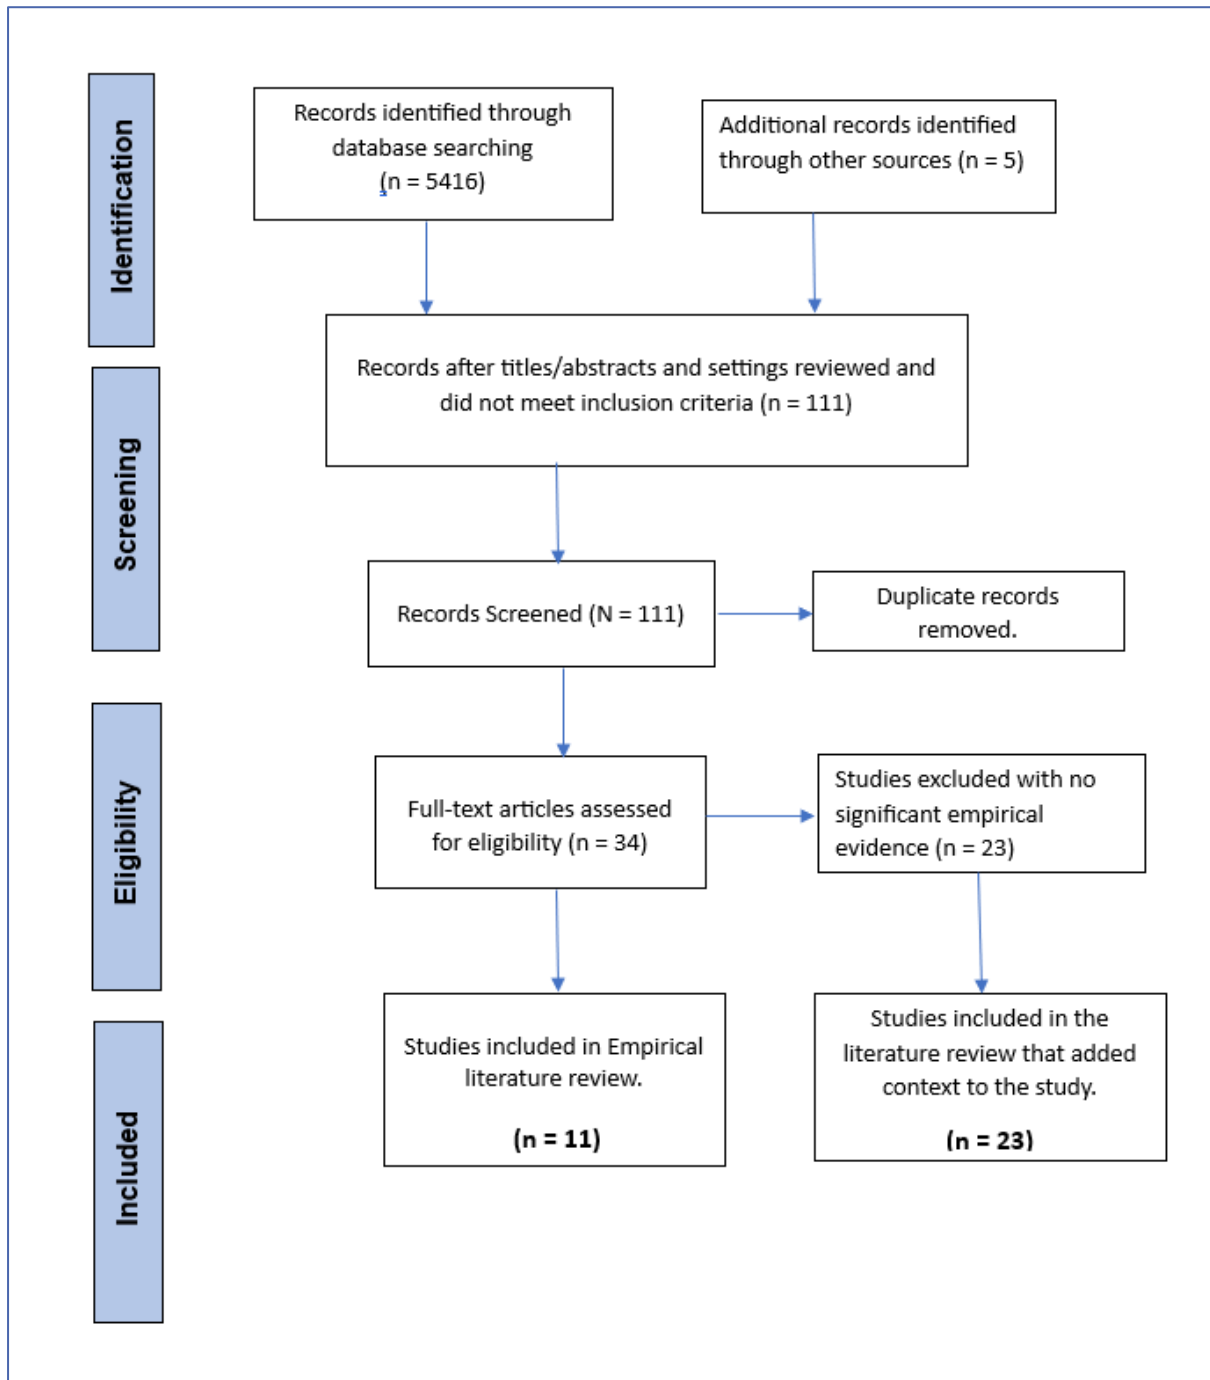 Identification
Records identified through
database searching
(n = 5416)
Additional records identified
through other sources (n = 5)
Records after titles/abstracts and settings reviewed and
did not meet inclusion criteria (n = 111)
Screening
Records Screened (N = 111)
Duplicate records
removed.
Eligibility
Full-text articles assessed
for eligibility (n = 34)
Studies excluded with no
significant empirical
evidence (n = 23)
Included
Studies included in Empirical
literature review.
(n = 11)
Studies included in the
literature review that added
context to the study.
(n = 23)